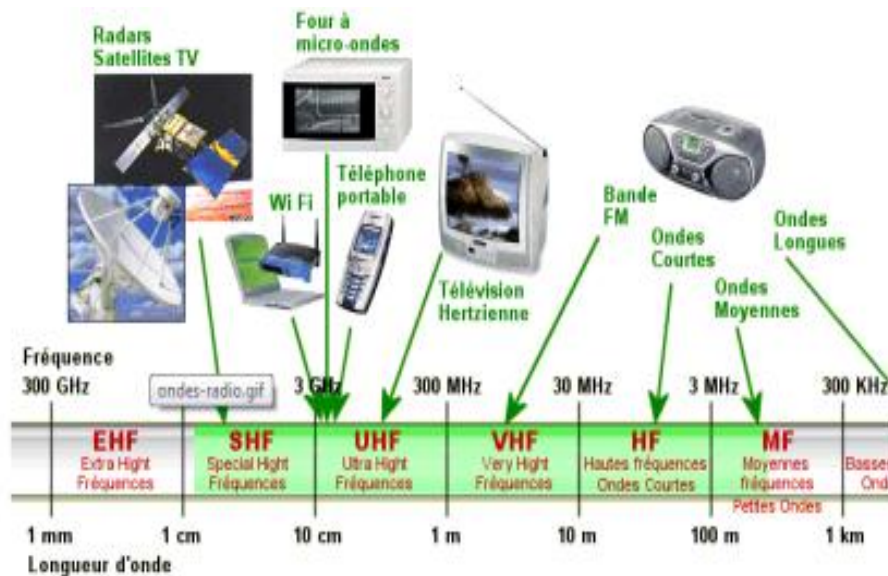 Radars
Satellites TV
Four à
micro-ondes
Wi Fi
Téléphone
portable
Télévision
Hertzienne
Bande
FM
Ondes
Courtes
Ondes
Longues
Ondes
Moyennes
Fréquence
300 GHz
ondes-radio.gif
3 GHz
300 MHz
30 MHz
3 MHz
300 KHz
EHF
Extra Hight
Fréquences
SHF
Special Hight
Fréquences
UHF
Ultra Hight
Fréquences
VHF
Very Hight
Fréquences
HF
Hautes fréquences
Ondes Courtes
MF
Moyennes
fréquences
Petites Ondes
Basses
Ond
1 mm
1 cm
10 cm
1 m
10 m
100 m
1 km
Longueur d'onde